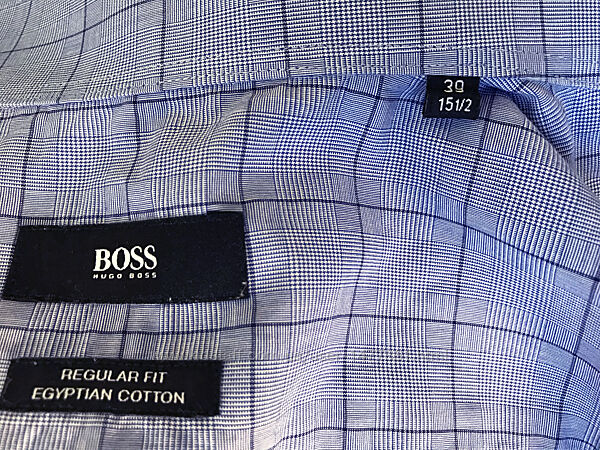 39
15 1/2
BOSS
HUGO BOSS
REGULAR FIT
EGYPTIAN COTTON